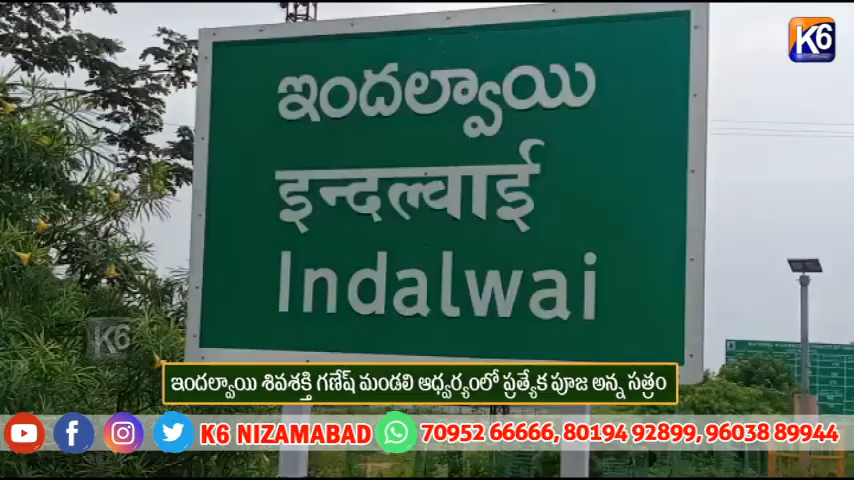 K6
ఇందల్వాయి
इन्दल्वाई
Indalwai
K6
ఇందల్వాయి శివశక్తి గణేష్ మండలి ఆధ్వర్యంలో ప్రత్యేక పూజ అన్న సత్రం
K6 NIZAMABAD 70952 66666, 80194 92899, 96038 89944